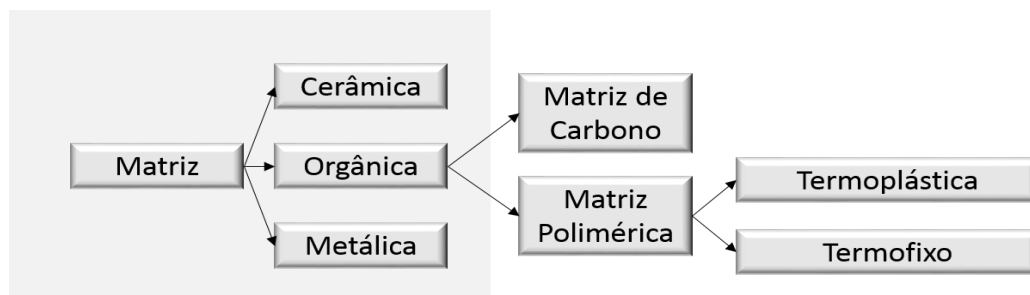 Matriz
Cerâmica
Orgânica
Metálica
Matriz de
Carbono
Matriz
Polimérica
Termoplástica
Termofixo